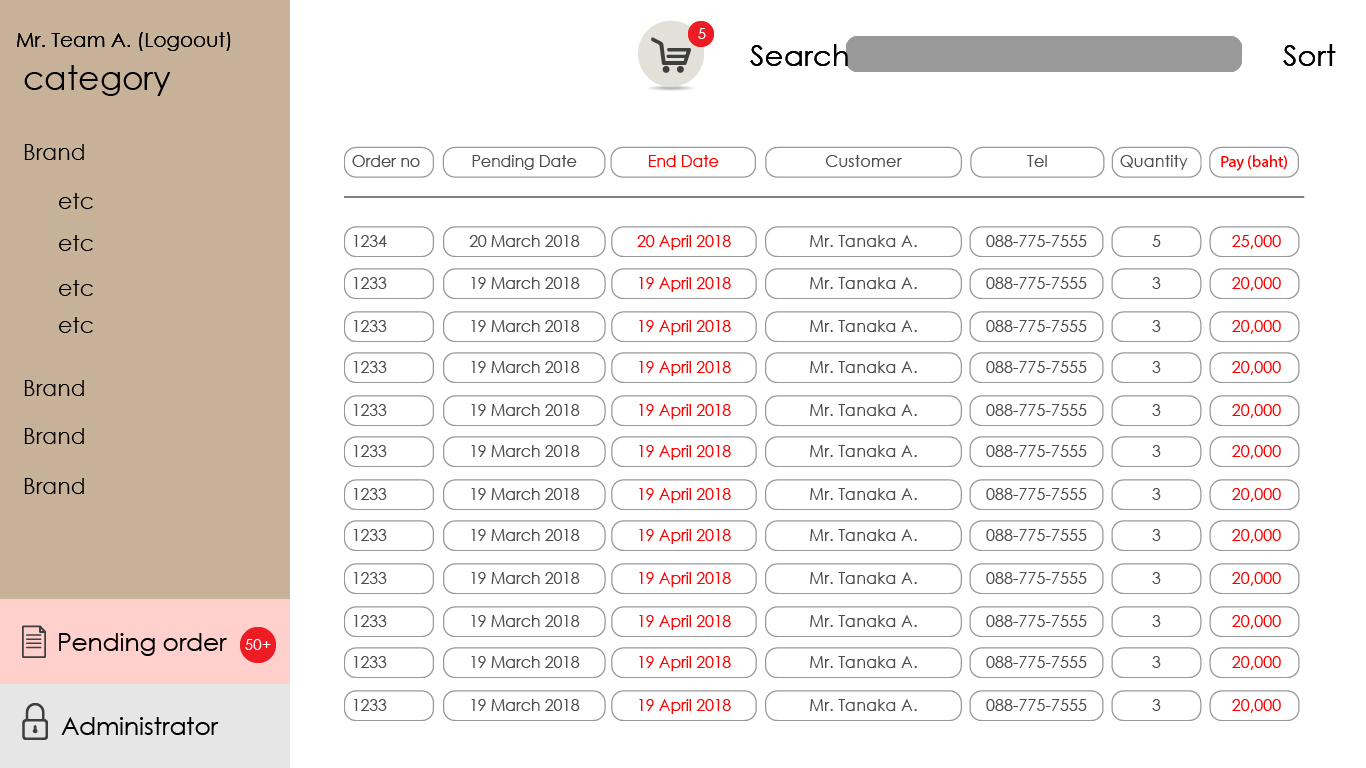 Mr. Team A. (Logoout)
category
Brand
etc
etc
etc
etc
Brand
Brand
Brand
Pending order 50+
Administrator
5
Search
Sort
Order no Pending Date End Date Customer Tel Quantity Pay (baht)
1234 20 March 2018 20 April 2018 Mr. Tanaka A. 088-775-7555 5 25,000
1233 19 March 2018 19 April 2018 Mr. Tanaka A. 088-775-7555 3 20,000
1233 19 March 2018 19 April 2018 Mr. Tanaka A. 088-775-7555 3 20,000
1233 19 March 2018 19 April 2018 Mr. Tanaka A. 088-775-7555 3 20,000
1233 19 March 2018 19 April 2018 Mr. Tanaka A. 088-775-7555 3 20,000
1233 19 March 2018 19 April 2018 Mr. Tanaka A. 088-775-7555 3 20,000
1233 19 March 2018 19 April 2018 Mr. Tanaka A. 088-775-7555 3 20,000
1233 19 March 2018 19 April 2018 Mr. Tanaka A. 088-775-7555 3 20,000
1233 19 March 2018 19 April 2018 Mr. Tanaka A. 088-775-7555 3 20,000
1233 19 March 2018 19 April 2018 Mr. Tanaka A. 088-775-7555 3 20,000
1233 19 March 2018 19 April 2018 Mr. Tanaka A. 088-775-7555 3 20,000
1233 19 March 2018 19 April 2018 Mr. Tanaka A. 088-775-7555 3 20,000